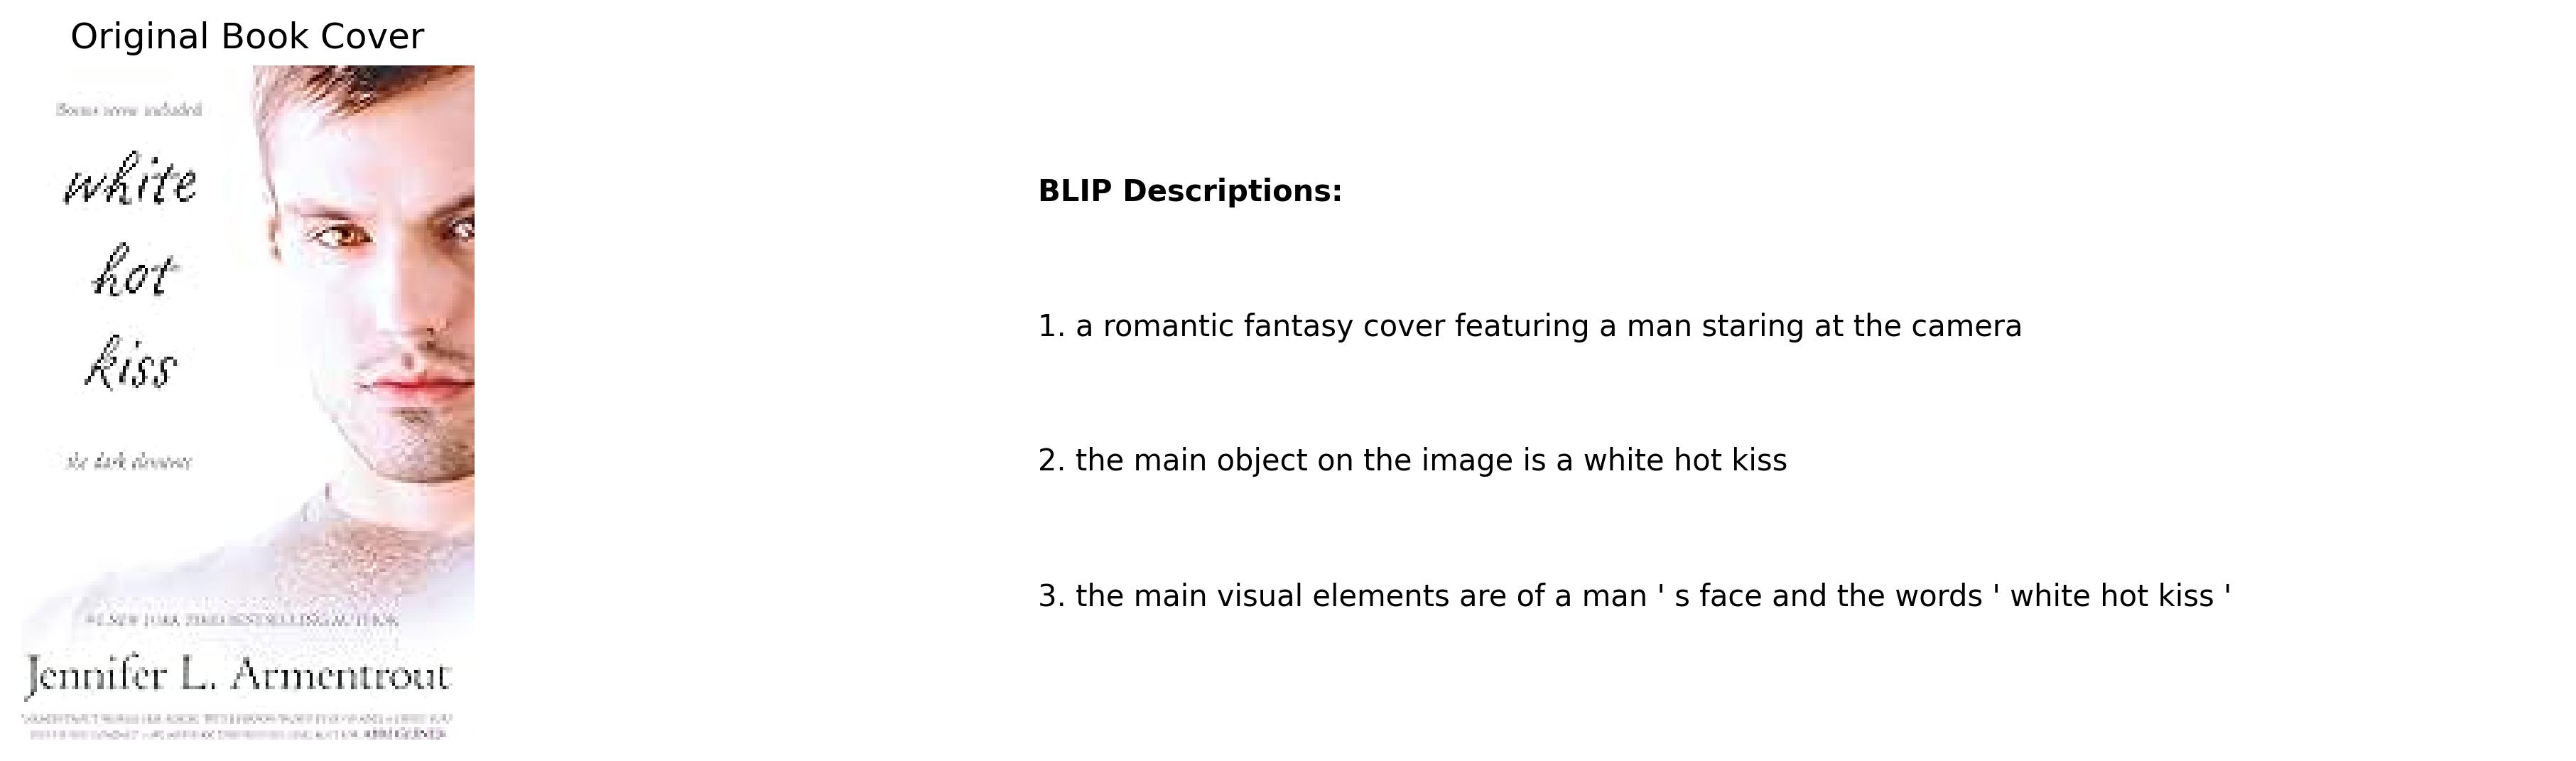 Original Book Cover
Bonus scene included
white
hot
kiss
the dark elements
#1 NEW YORK TIMES BESTSELLING AUTHOR
Jennifer L. Armentrout
BLIP Descriptions:
1. a romantic fantasy cover featuring a man staring at the camera
2. the main object on the image is a white hot kiss
3. the main visual elements are of a man ' s face and the words ' white hot kiss '